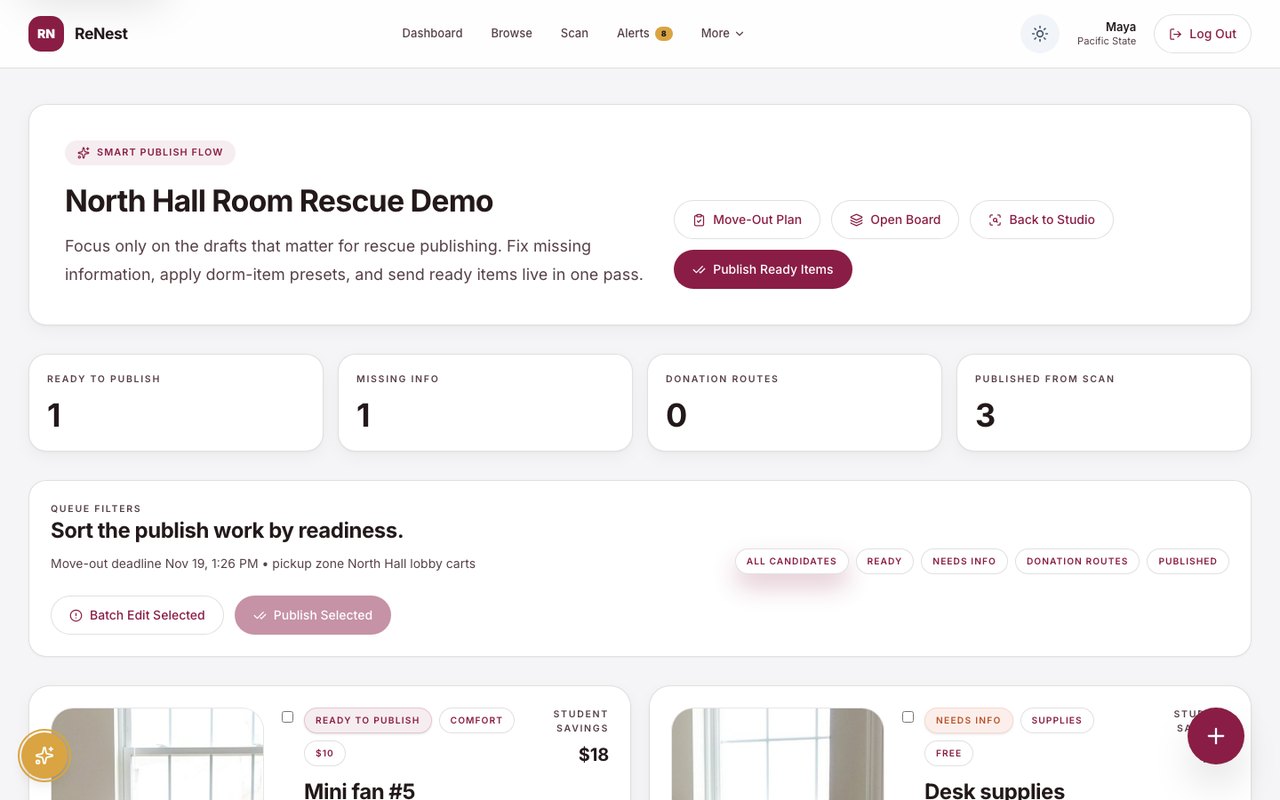 RN ReNest
Dashboard Browse Scan Alerts 8 More
Maya
Pacific State
Log Out
SMART PUBLISH FLOW
North Hall Room Rescue Demo
Focus only on the drafts that matter for rescue publishing. Fix missing
information, apply dorm-item presets, and send ready items live in one pass.
Move-Out Plan Open Board Back to Studio
Publish Ready Items
READY TO PUBLISH
1
MISSING INFO
1
DONATION ROUTES
0
PUBLISHED FROM SCAN
3
QUEUE FILTERS
Sort the publish work by readiness.
Move-out deadline Nov 19, 1:26 PM • pickup zone North Hall lobby carts
ALL CANDIDATES READY NEEDS INFO DONATION ROUTES PUBLISHED
Batch Edit Selected Publish Selected
READY TO PUBLISH COMFORT
$10
STUDENT
SAVINGS
$18
Mini fan #5
NEEDS INFO SUPPLIES
FREE
Desk supplies